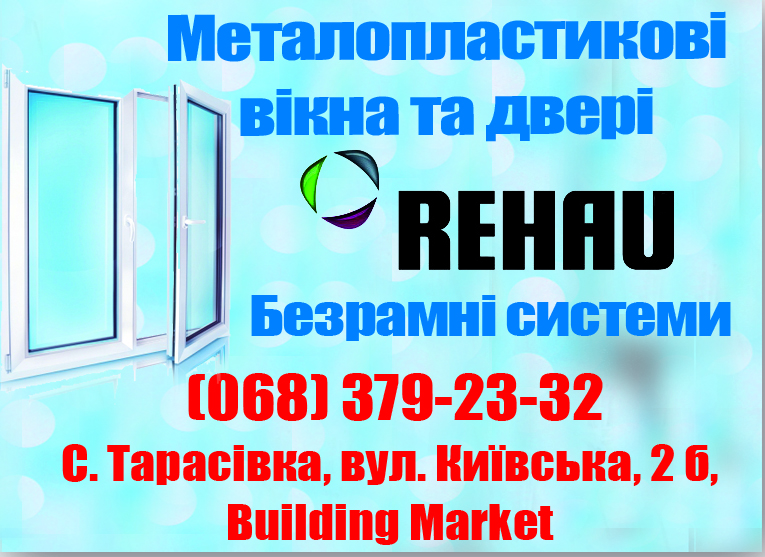 Металопластикові
вікна та двері
REHAU
Безрамні системи
(068) 379-23-32
С. Тарасівка, вул. Київська, 2 б,
Building Market